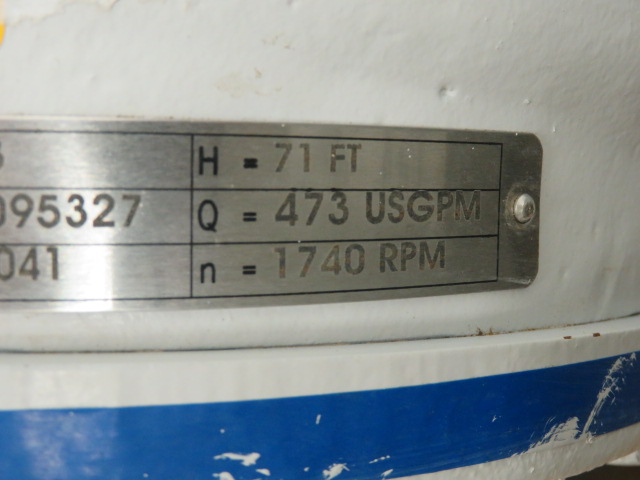 H = 71 FT
095327 Q = 473 USGPM
041 n = 1740 RPM